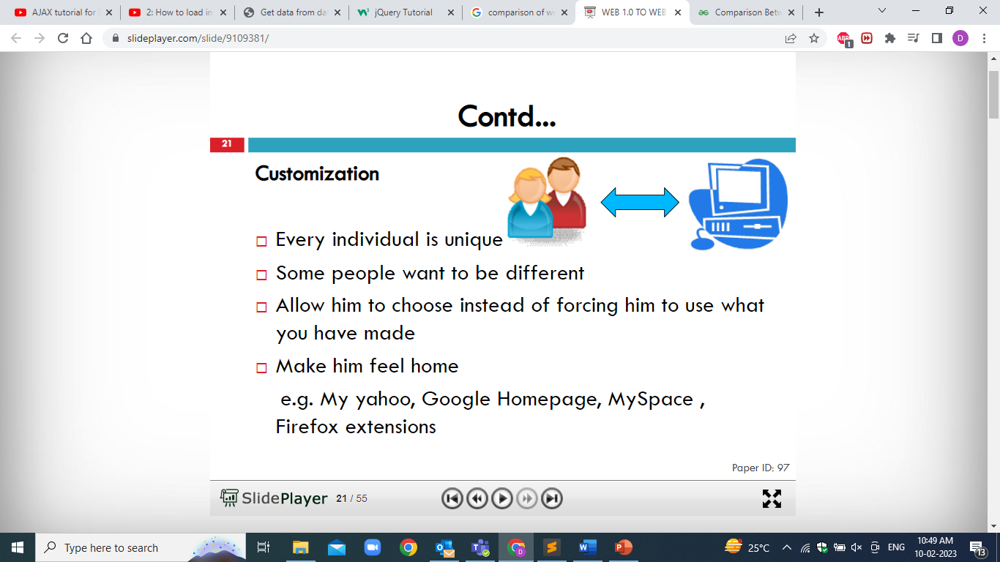 AJAX tutorial for
2: How to load in
Get data from da
jQuery Tutorial
comparison of we
WEB 1.0 TO WEB
Comparison Betw
slideplayer.com/slide/9109381/
ABP
1
D
Contd...
21
Customization
Every individual is unique
Some people want to be different
Allow him to choose instead of forcing him to use what
you have made
Make him feel home
e.g. My yahoo, Google Homepage, MySpace ,
Firefox extensions
Paper ID: 97
SlidePlayer 21 / 55
Type here to search
25°C
ENG
10:49 AM
10-02-2023
13